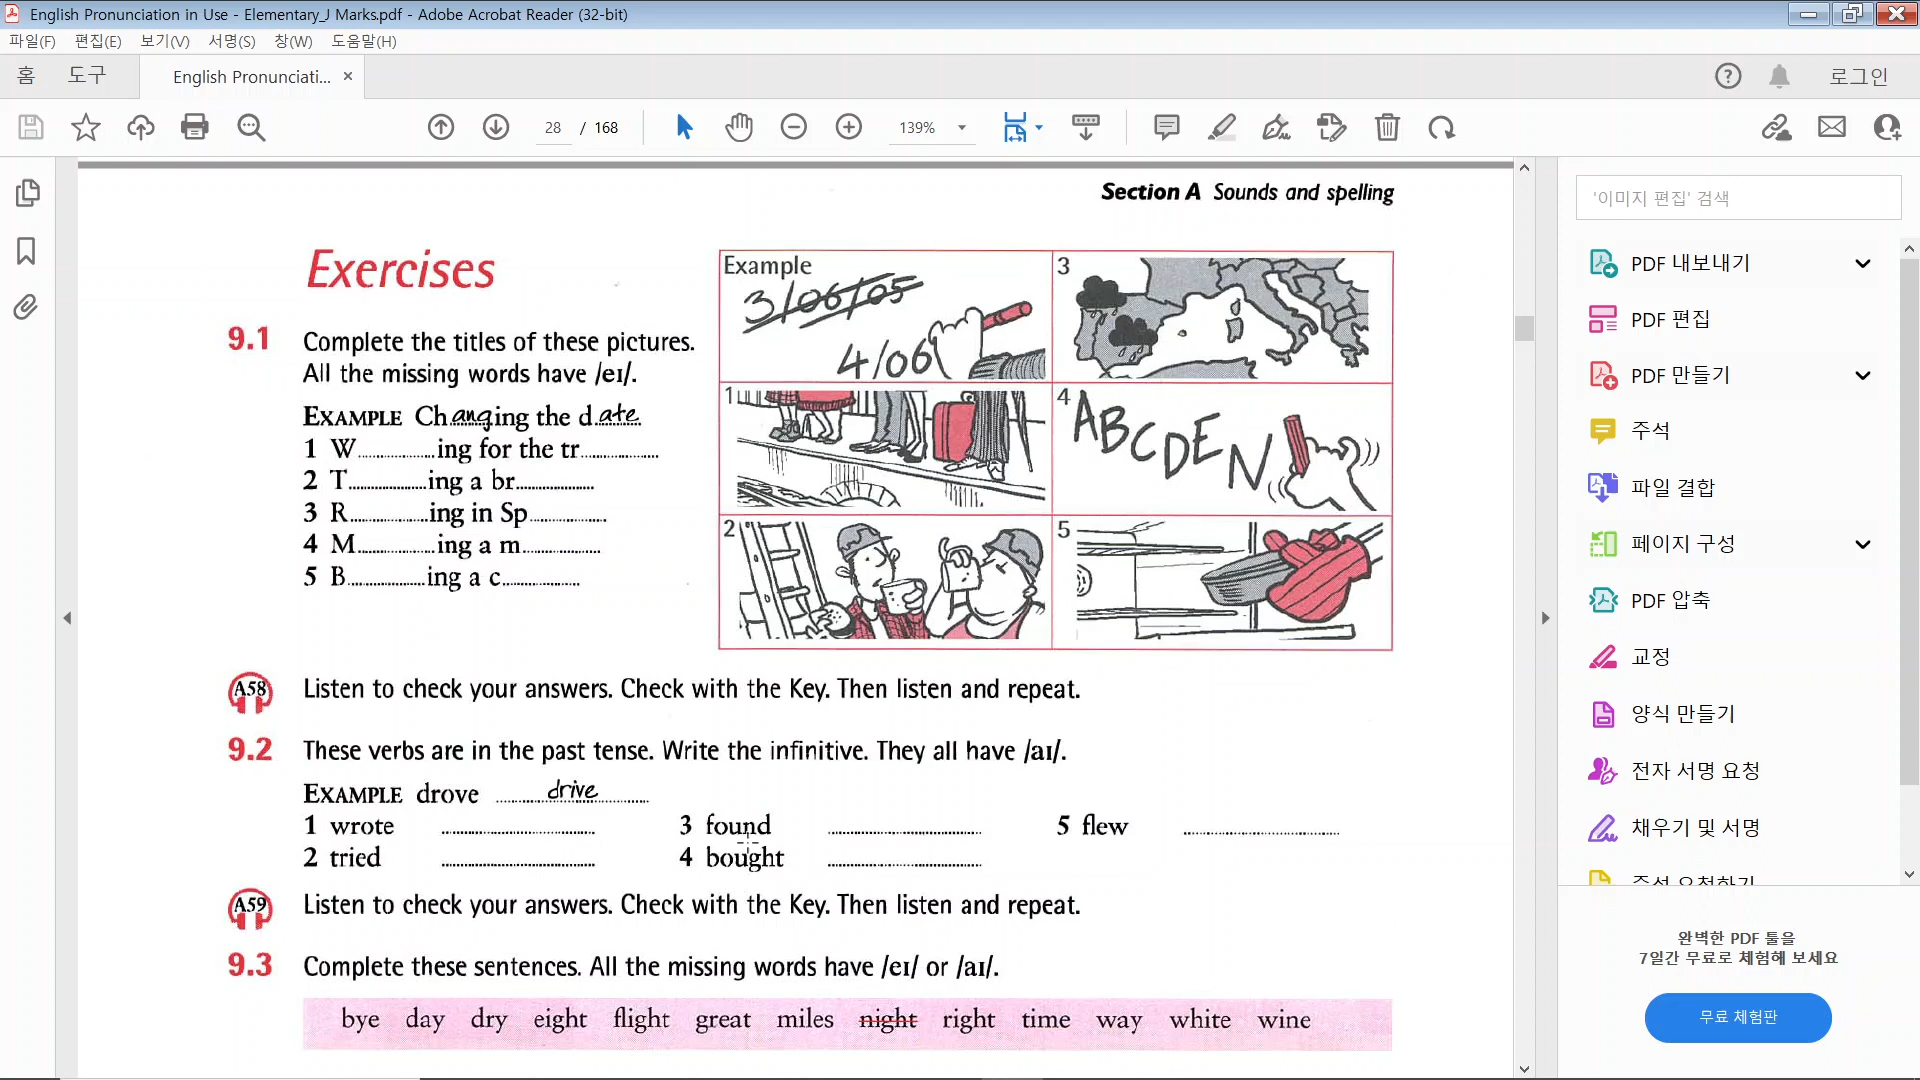 English Pronunciation in Use - Elementary_J Marks.pdf - Adobe Acrobat Reader (32-bit)
파일(F) 편집(E) 보기(V) 서명(S) 창(W) 도움말(H)
홈 도구 English Pronunciati... × 로그인
28 / 168 139%
Section A Sounds and spelling
Exercises
9.1 Complete the titles of these pictures.
All the missing words have /eɪ/.
EXAMPLE Changing the date
1 W..............ing for the tr..............
2 T..............ing a br..............
3 R..............ing in Sp..............
4 M..............ing a m..............
5 B..............ing a c..............
Example
3/06/05
4/06
3
1
4
ABCDEN
2
5
A58 Listen to check your answers. Check with the Key. Then listen and repeat.
9.2 These verbs are in the past tense. Write the infinitive. They all have /aɪ/.
EXAMPLE drove drive
1 wrote .............. 3 found .............. 5 flew ..............
2 tried .............. 4 bought ..............
A59 Listen to check your answers. Check with the Key. Then listen and repeat.
9.3 Complete these sentences. All the missing words have /eɪ/ or /aɪ/.
bye day dry eight flight great miles night right time way white wine
'이미지 편집' 검색
PDF 내보내기
PDF 편집
PDF 만들기
주석
파일 결합
페이지 구성
PDF 압축
교정
양식 만들기
전자 서명 요청
채우기 및 서명
완벽한 PDF 툴을
7일간 무료로 체험해 보세요
무료 체험판